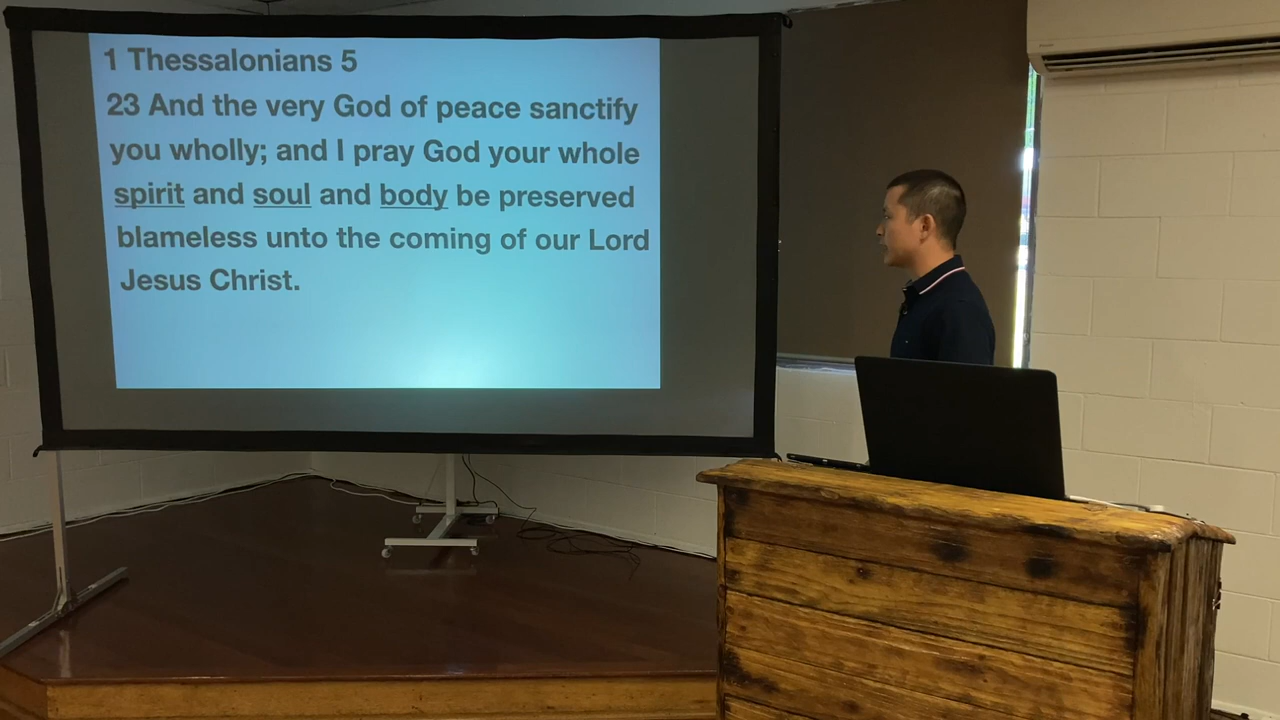 1 Thessalonians 5
23 And the very God of peace sanctify
you wholly; and I pray God your whole
spirit and soul and body be preserved
blameless unto the coming of our Lord
Jesus Christ.